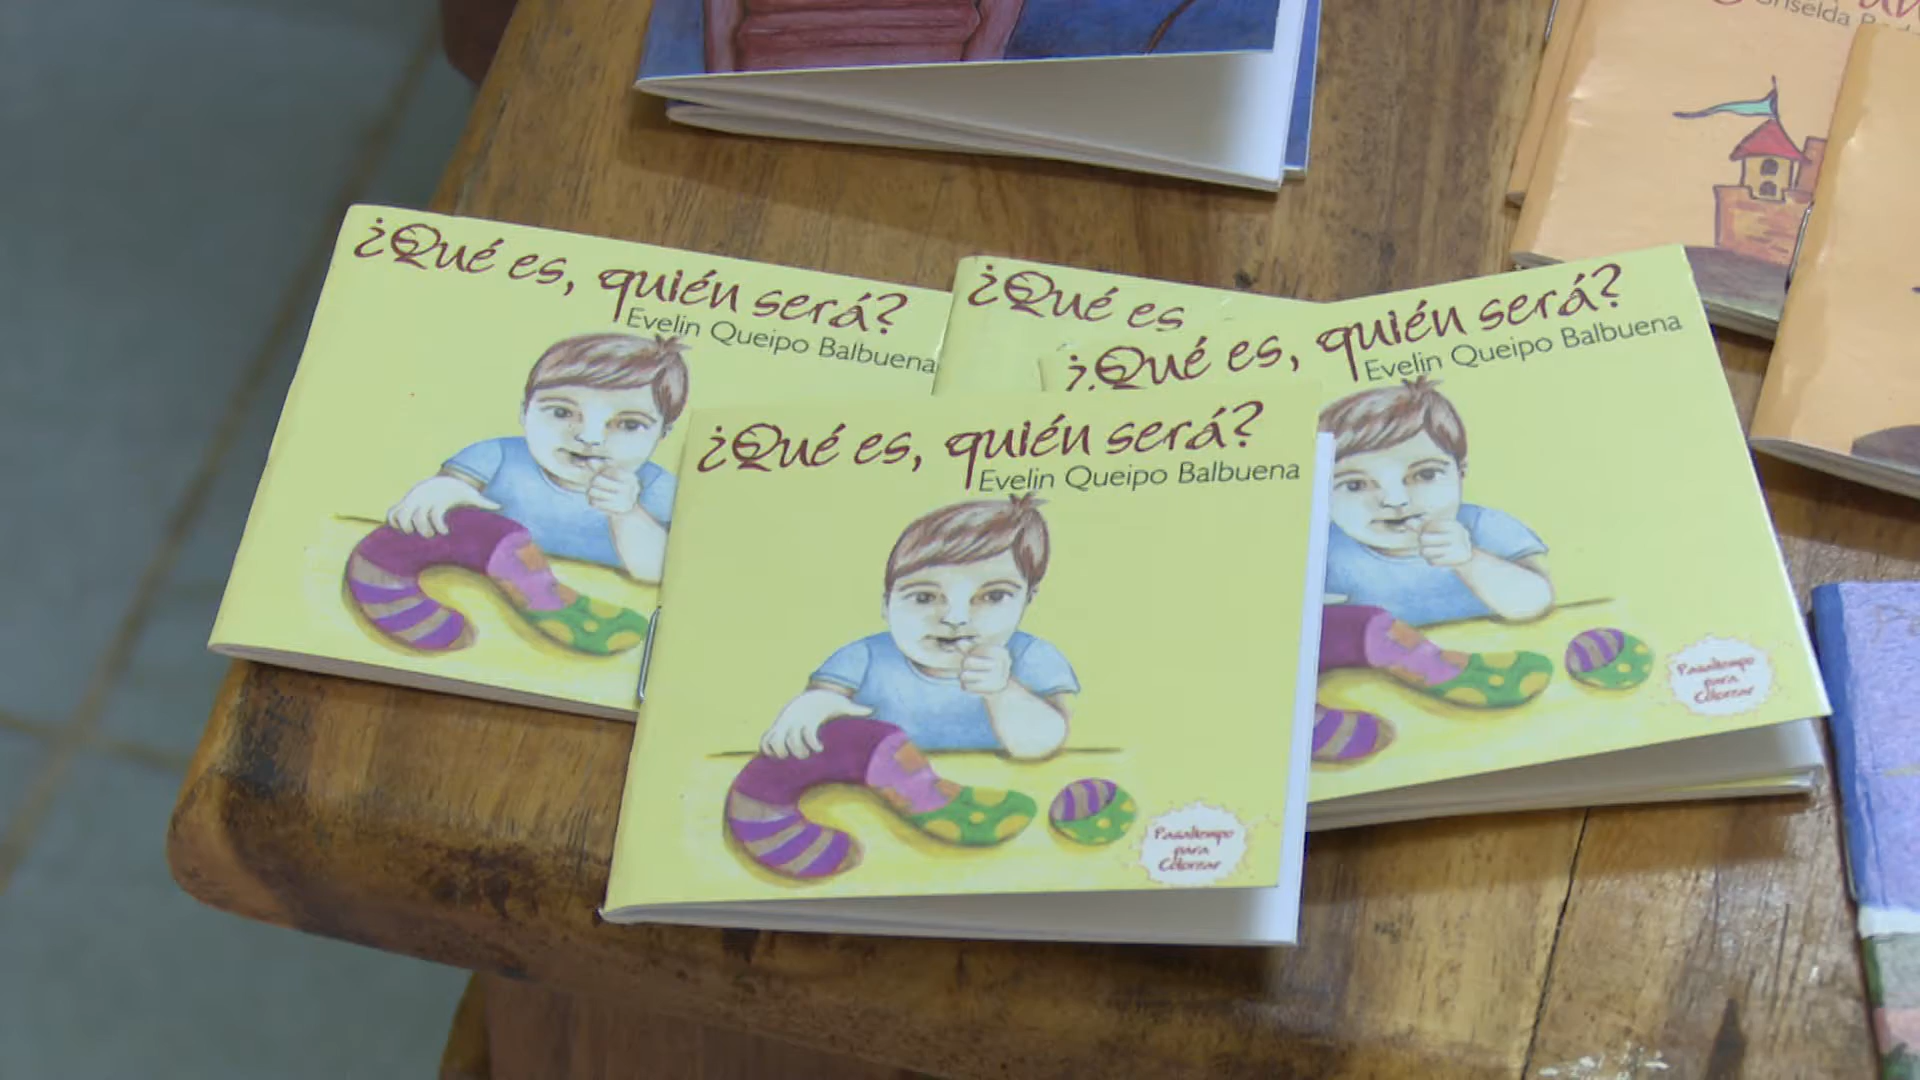 Griselda
¿Qué es, quién será?
Evelin Queipo Balbuena
¿Qué es
¿Qué es, quién será?
Evelin Queipo Balbuena
¿Qué es, quién será?
Evelin Queipo Balbuena
Pasatiempo
para
Colorear
Pasatiempo
para
Colorear